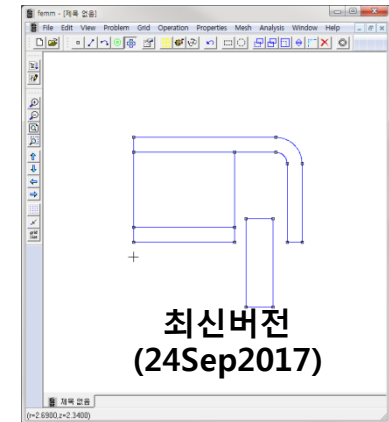 femm - [제목 없음]
File Edit View Problem Grid Operation Properties Mesh Analysis Window Help
최신버전
(24Sep2017)
제목 없음
(r=2.6900,z=2.3400)